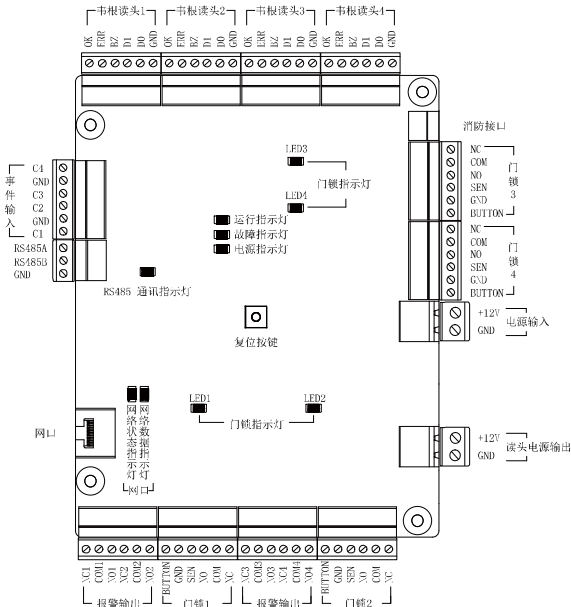 韦根读头1 韦根读头2 韦根读头3 韦根读头4
OK ERR BZ D1 D0 GND OK ERR BZ D1 D0 GND OK ERR BZ D1 D0 GND OK ERR BZ D1 D0 GND
消防接口
NC
COM
NO
SEN
GND
BUTTON
门锁3
NC
COM
NO
SEN
GND
BUTTON
门锁4
事件输入
C4
GND
C3
C2
GND
C1
RS485A
RS485B
GND
LED3
门锁指示灯
LED4
运行指示灯
故障指示灯
电源指示灯
RS485 通讯指示灯
复位按键
+12V
GND
电源输入
LED1 LED2
门锁指示灯
网口
网络状态指示灯
网络数据指示灯
网口
+12V
GND
读头电源输出
NC1 COM1 NO1 NC2 COM2 NO2 BUTTON GND SEN NO COM NC NC3 COM3 NO3 NC4 COM4 NO4 BUTTON GND SEN NO COM NC
报警输出 门锁1 报警输出 门锁2